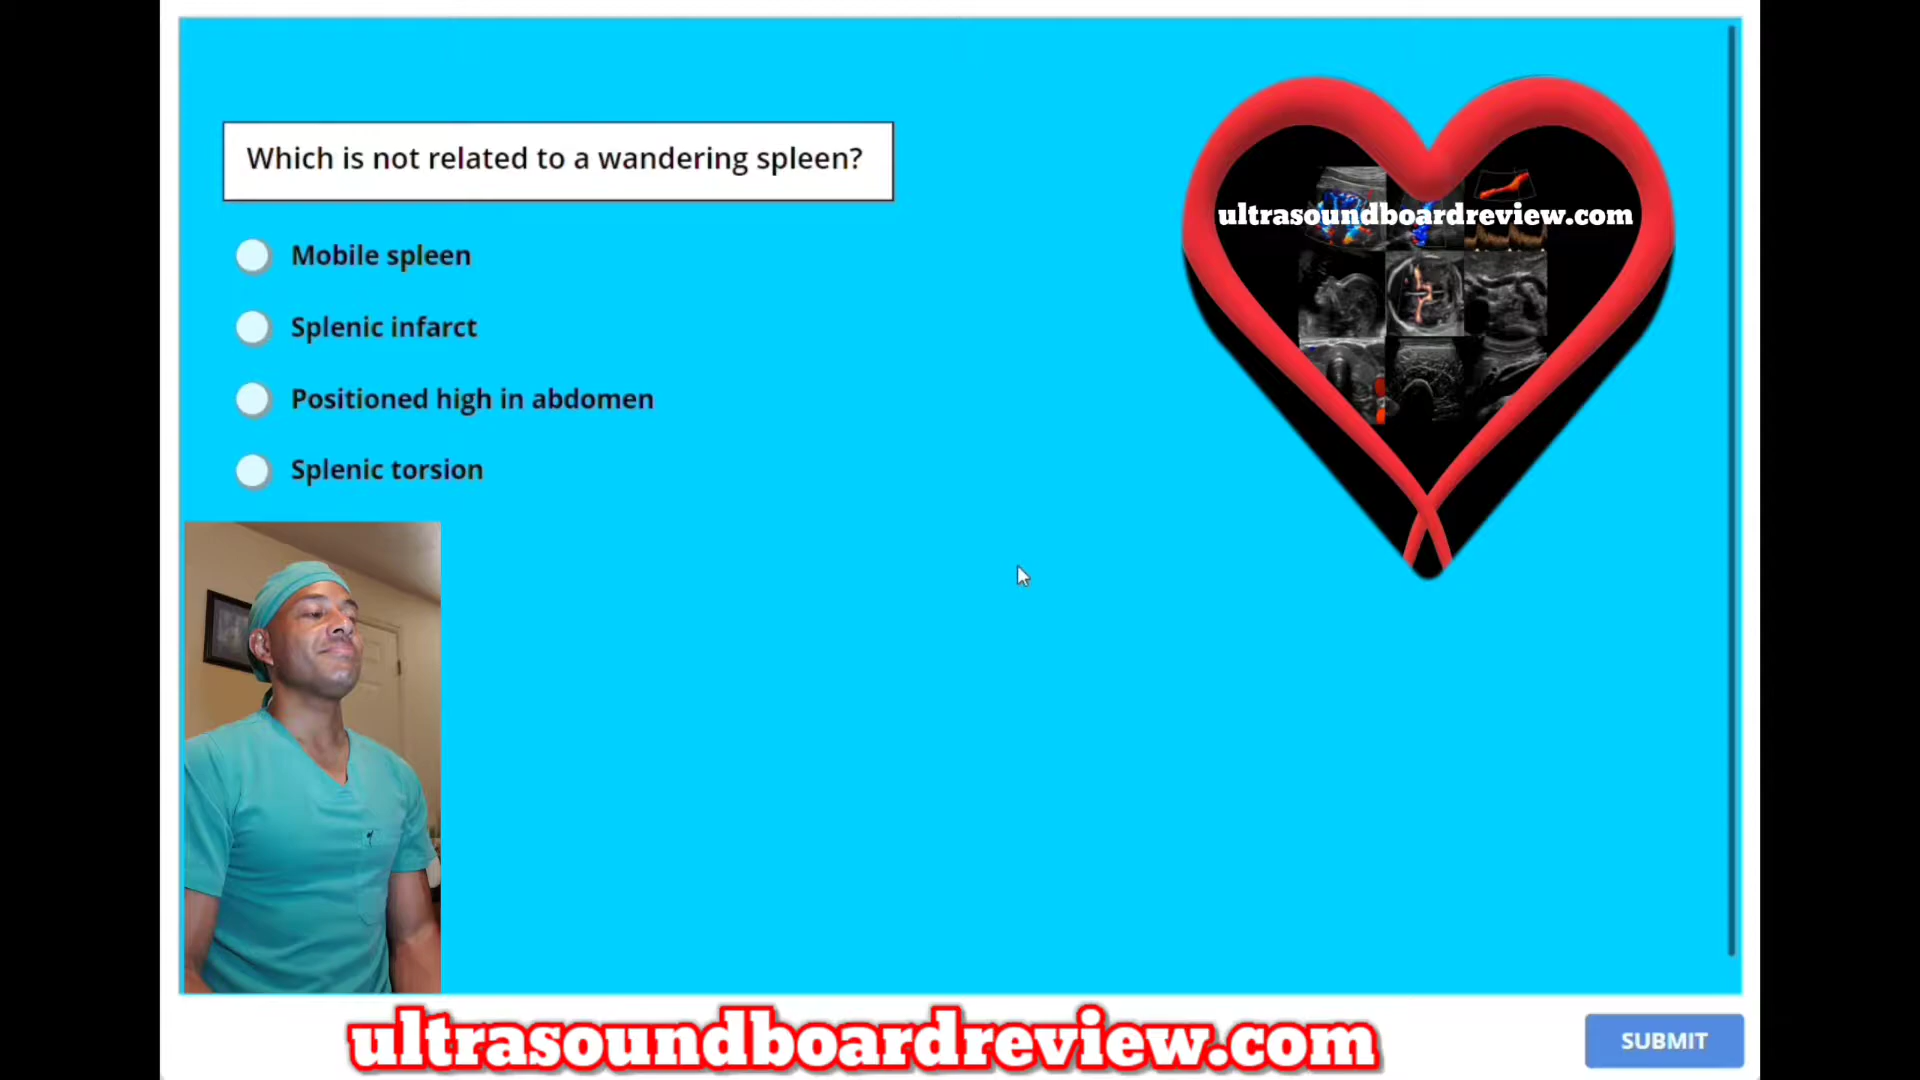 Which is not related to a wandering spleen?
Mobile spleen
Splenic infarct
Positioned high in abdomen
Splenic torsion
ultrasoundboardreview.com
ultrasoundboardreview.com
SUBMIT